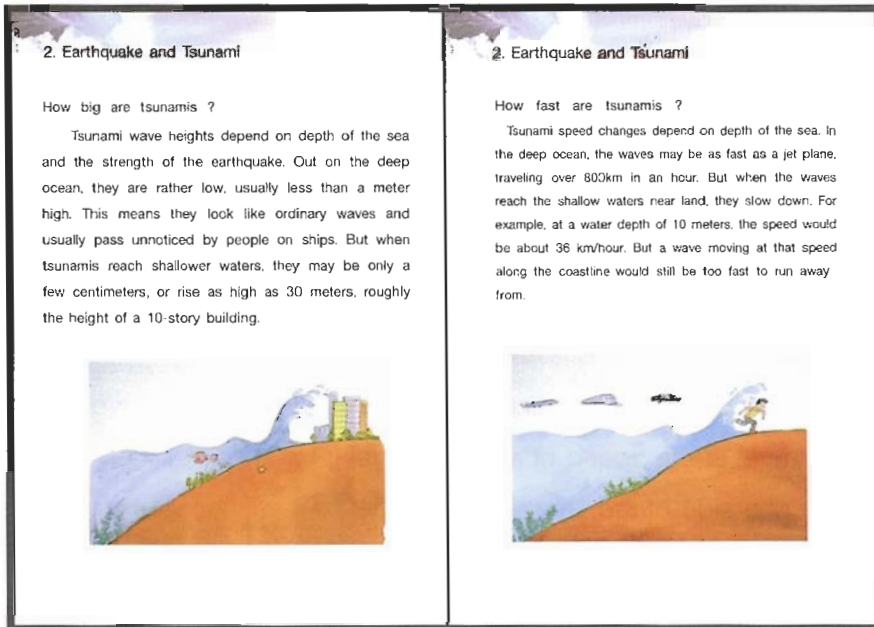 2. Earthquake and Tsunami
How big are tsunamis ?
Tsunami wave heights depend on depth of the sea
and the strength of the earthquake. Out on the deep
ocean, they are rather low, usually less than a meter
high. This means they look like ordinary waves and
usually pass unnoticed by people on ships. But when
tsunamis reach shallower waters, they may be only a
few centimeters, or rise as high as 30 meters, roughly
the height of a 10-story building.
2. Earthquake and Tsunami
How fast are tsunamis ?
Tsunami speed changes depend on depth of the sea. In
the deep ocean, the waves may be as fast as a jet plane,
traveling over 800km in an hour. But when the waves
reach the shallow waters near land, they slow down. For
example, at a water depth of 10 meters, the speed would
be about 36 km/hour. But a wave moving at that speed
along the coastline would still be too fast to run away
from.